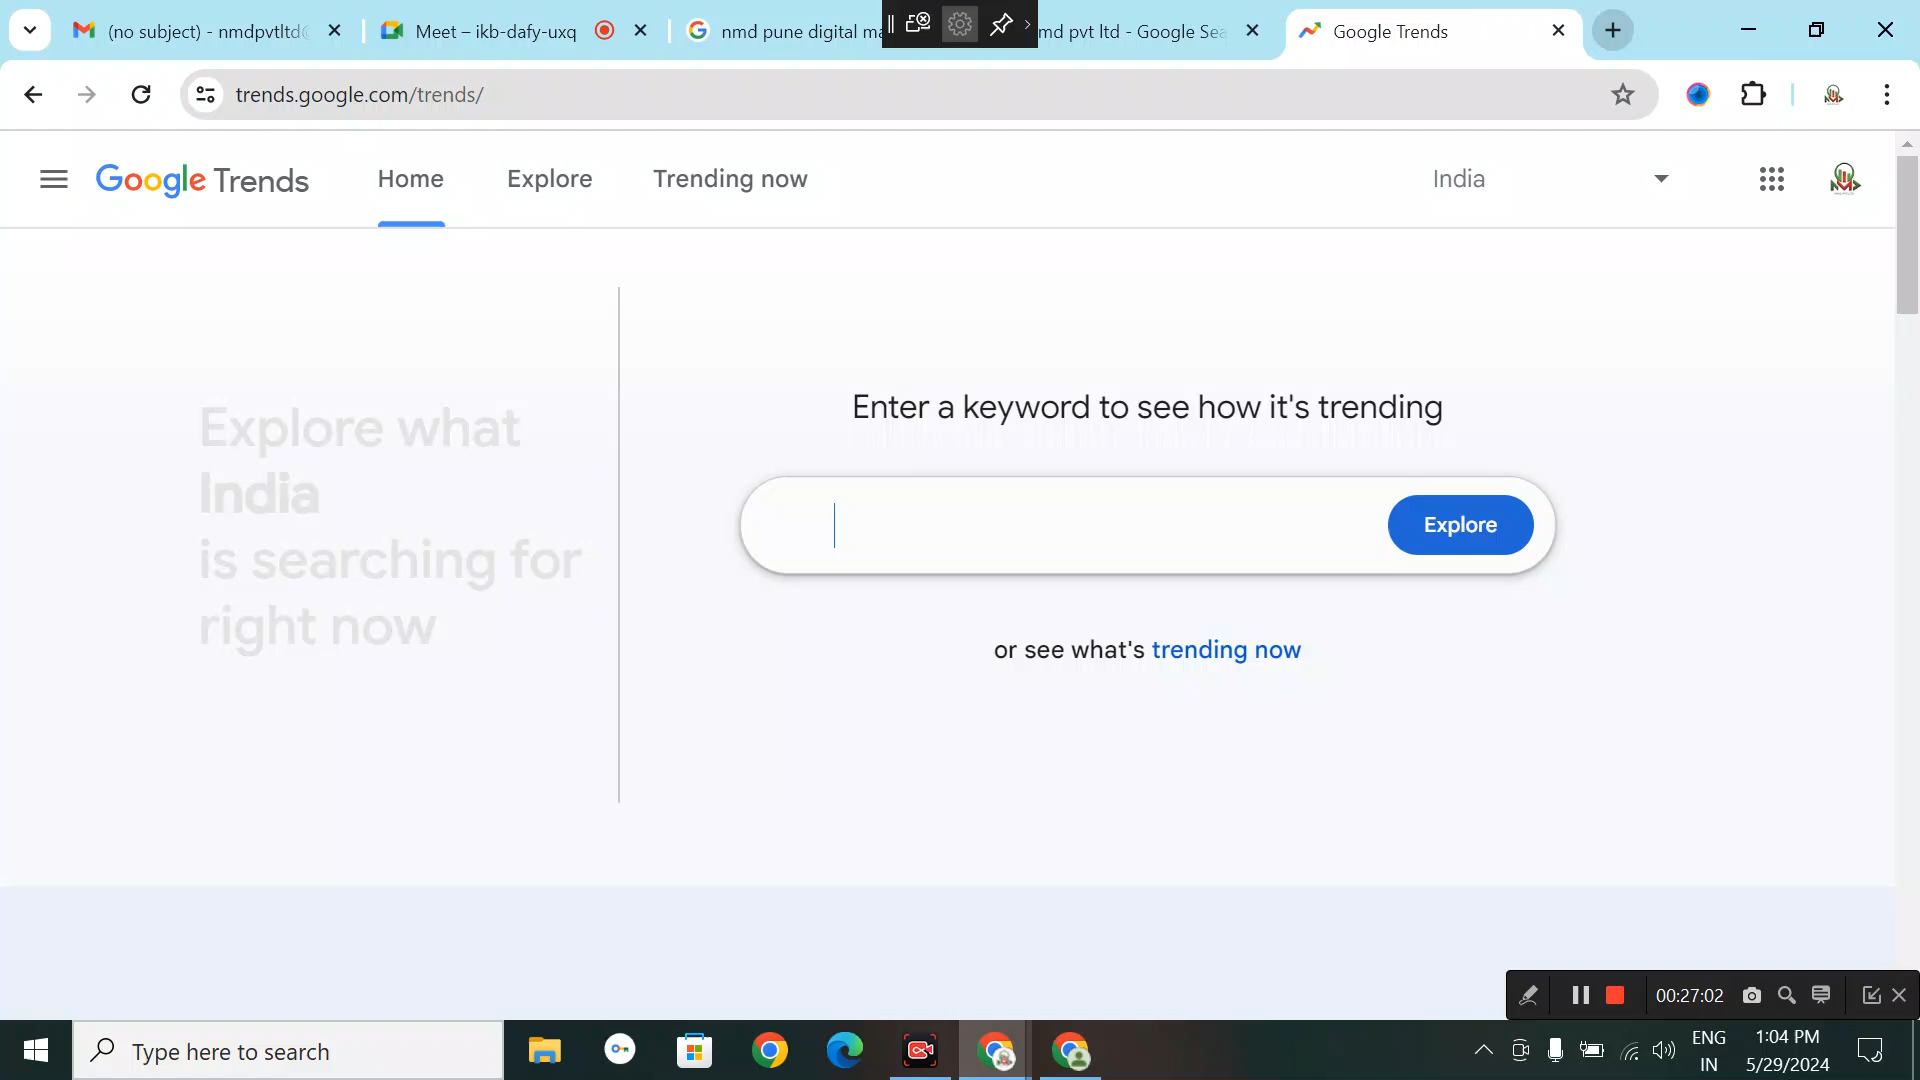 (no subject) - nmdpvtltd@
Meet – ikb-dafy-uxq
nmd pune digital ma
md pvt ltd - Google Sea
Google Trends
trends.google.com/trends/
Google Trends
Home
Explore
Trending now
India
Explore what
India
is searching for
right now
Enter a keyword to see how it's trending
Explore
or see what's trending now
00:27:02
Type here to search
ENG
IN
1:04 PM
5/29/2024